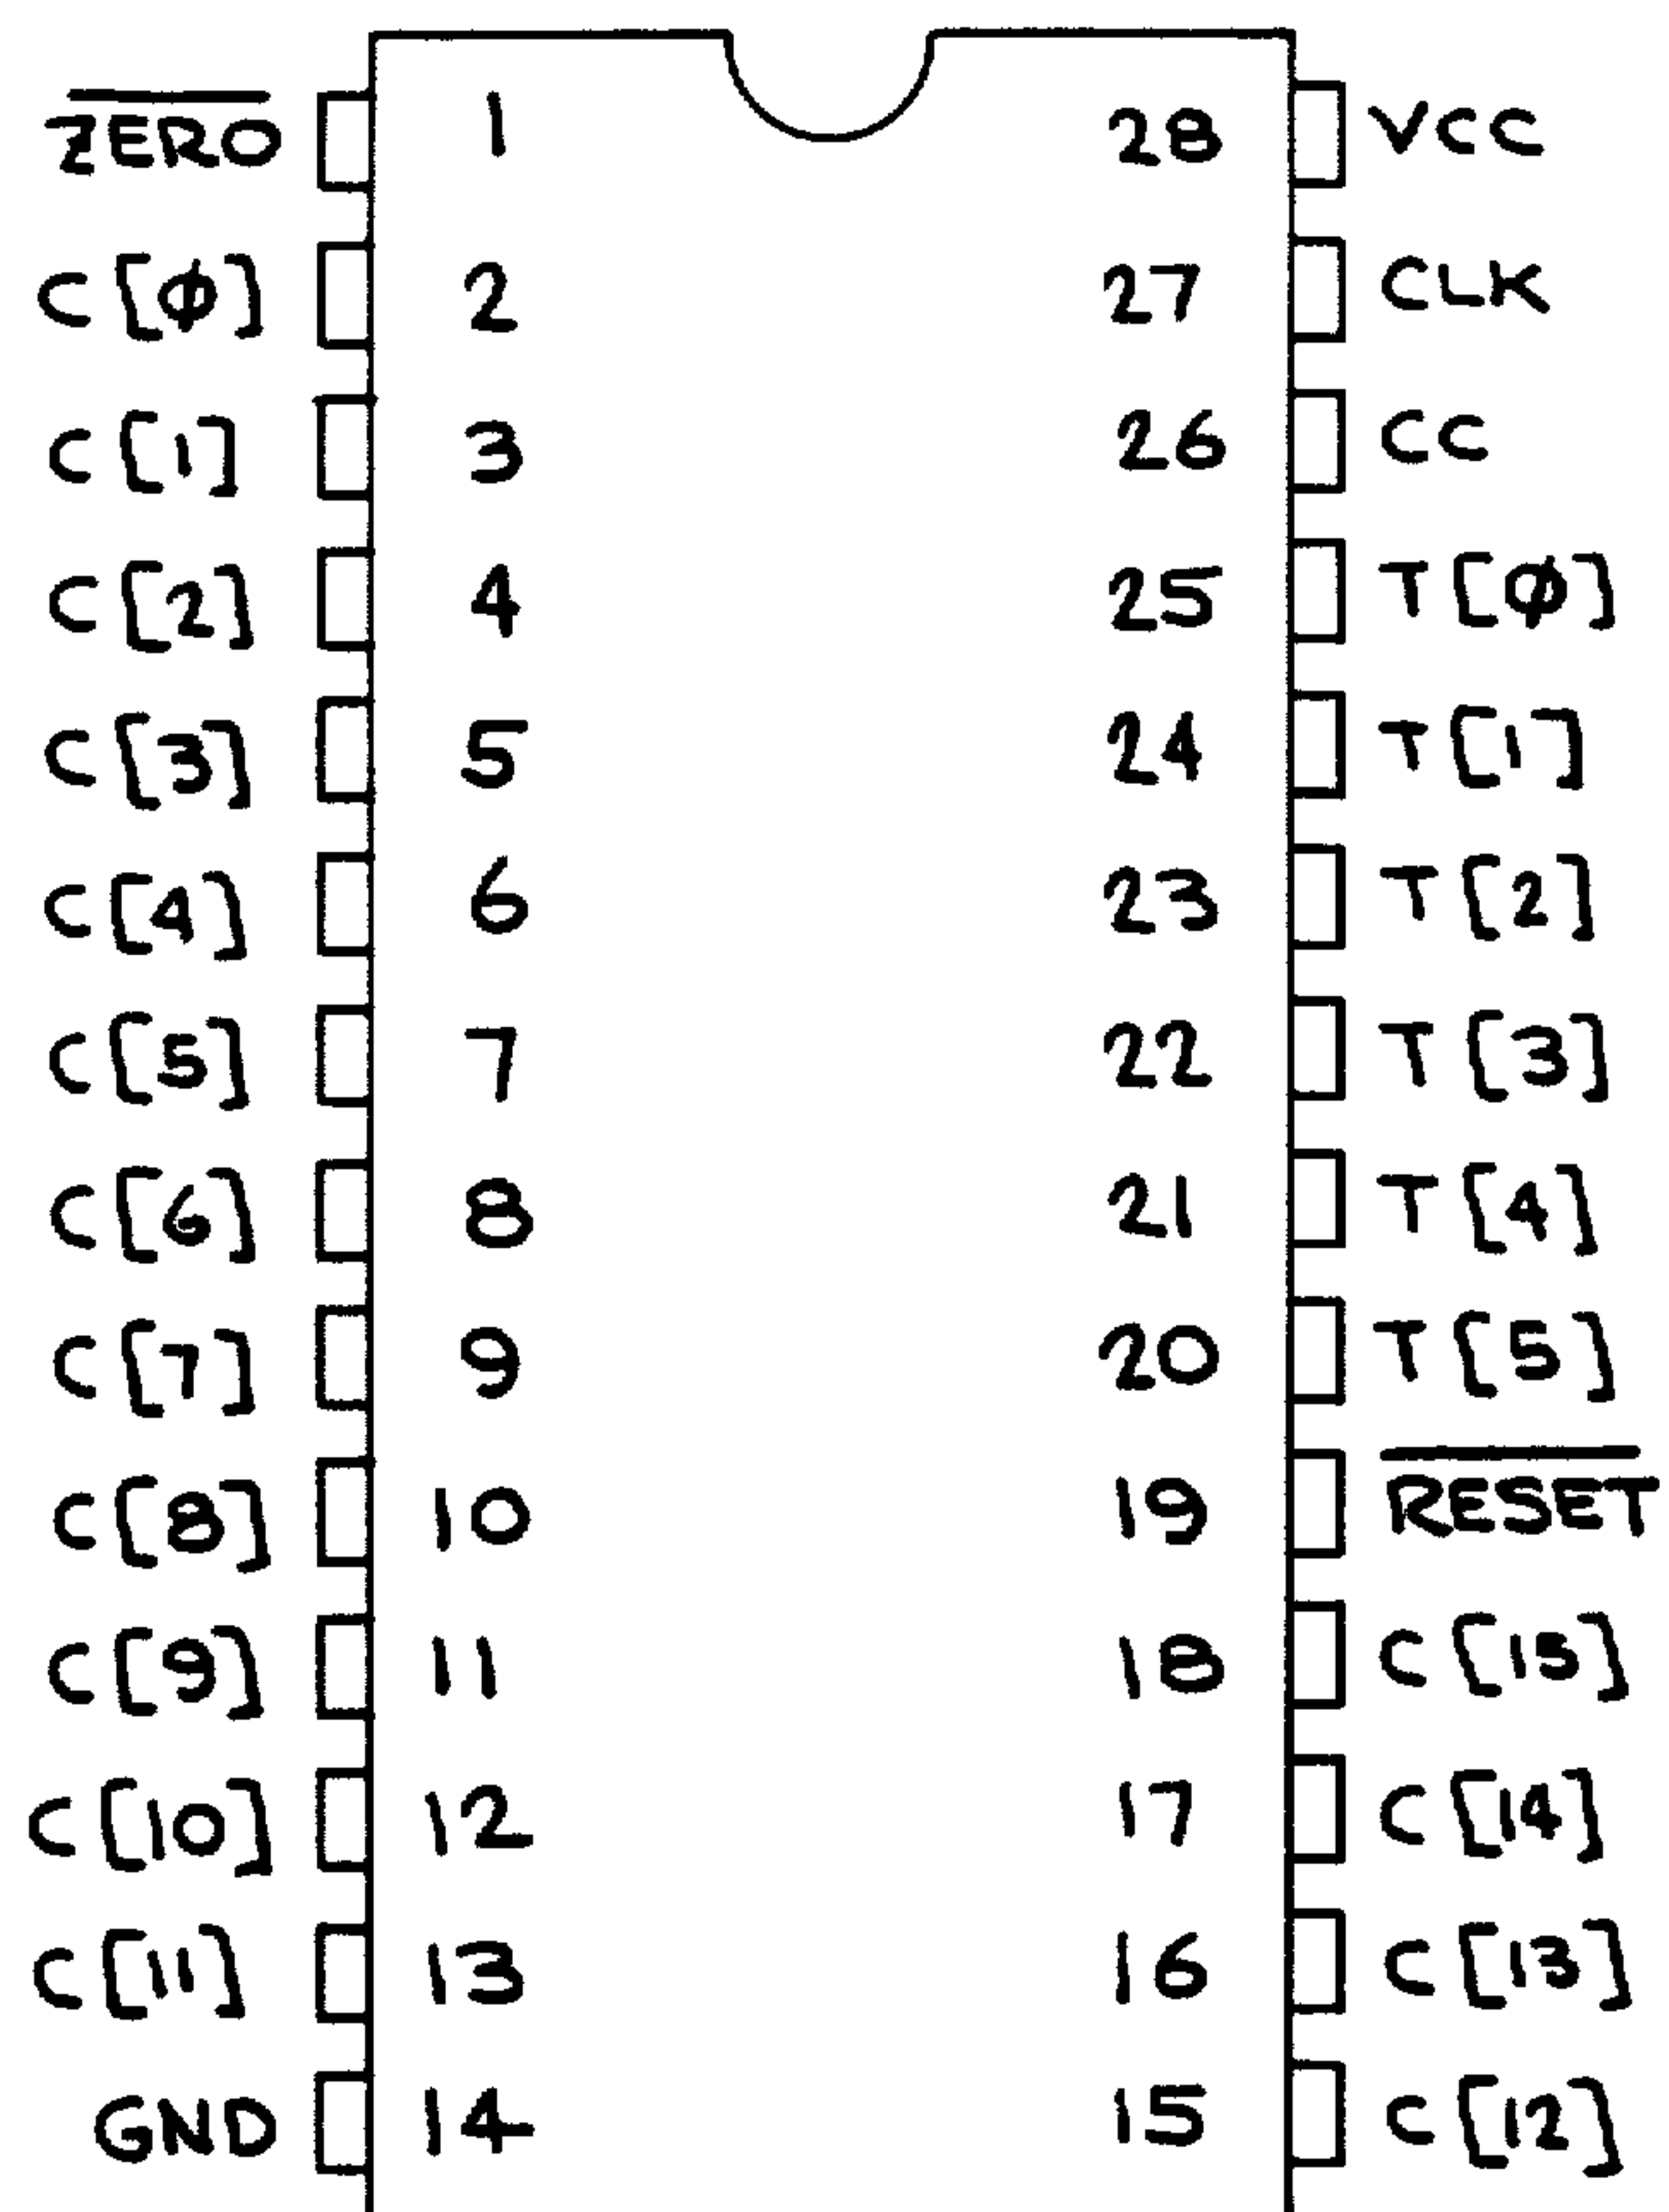 Z̅E̅R̅O̅ 1 28 VCC
C[ϕ] 2 27 CLK
C[1] 3 26 CC
C[2] 4 25 T[ϕ]
C[3] 5 24 T[1]
C[4] 6 23 T[2]
C[5] 7 22 T[3]
C[6] 8 21 T[4]
C[7] 9 20 T[5]
C[8] 10 19 R̅E̅S̅E̅T̅
C[9] 11 18 C[15]
C[10] 12 17 C[14]
C[11] 13 16 C[13]
GND 14 15 C[12]